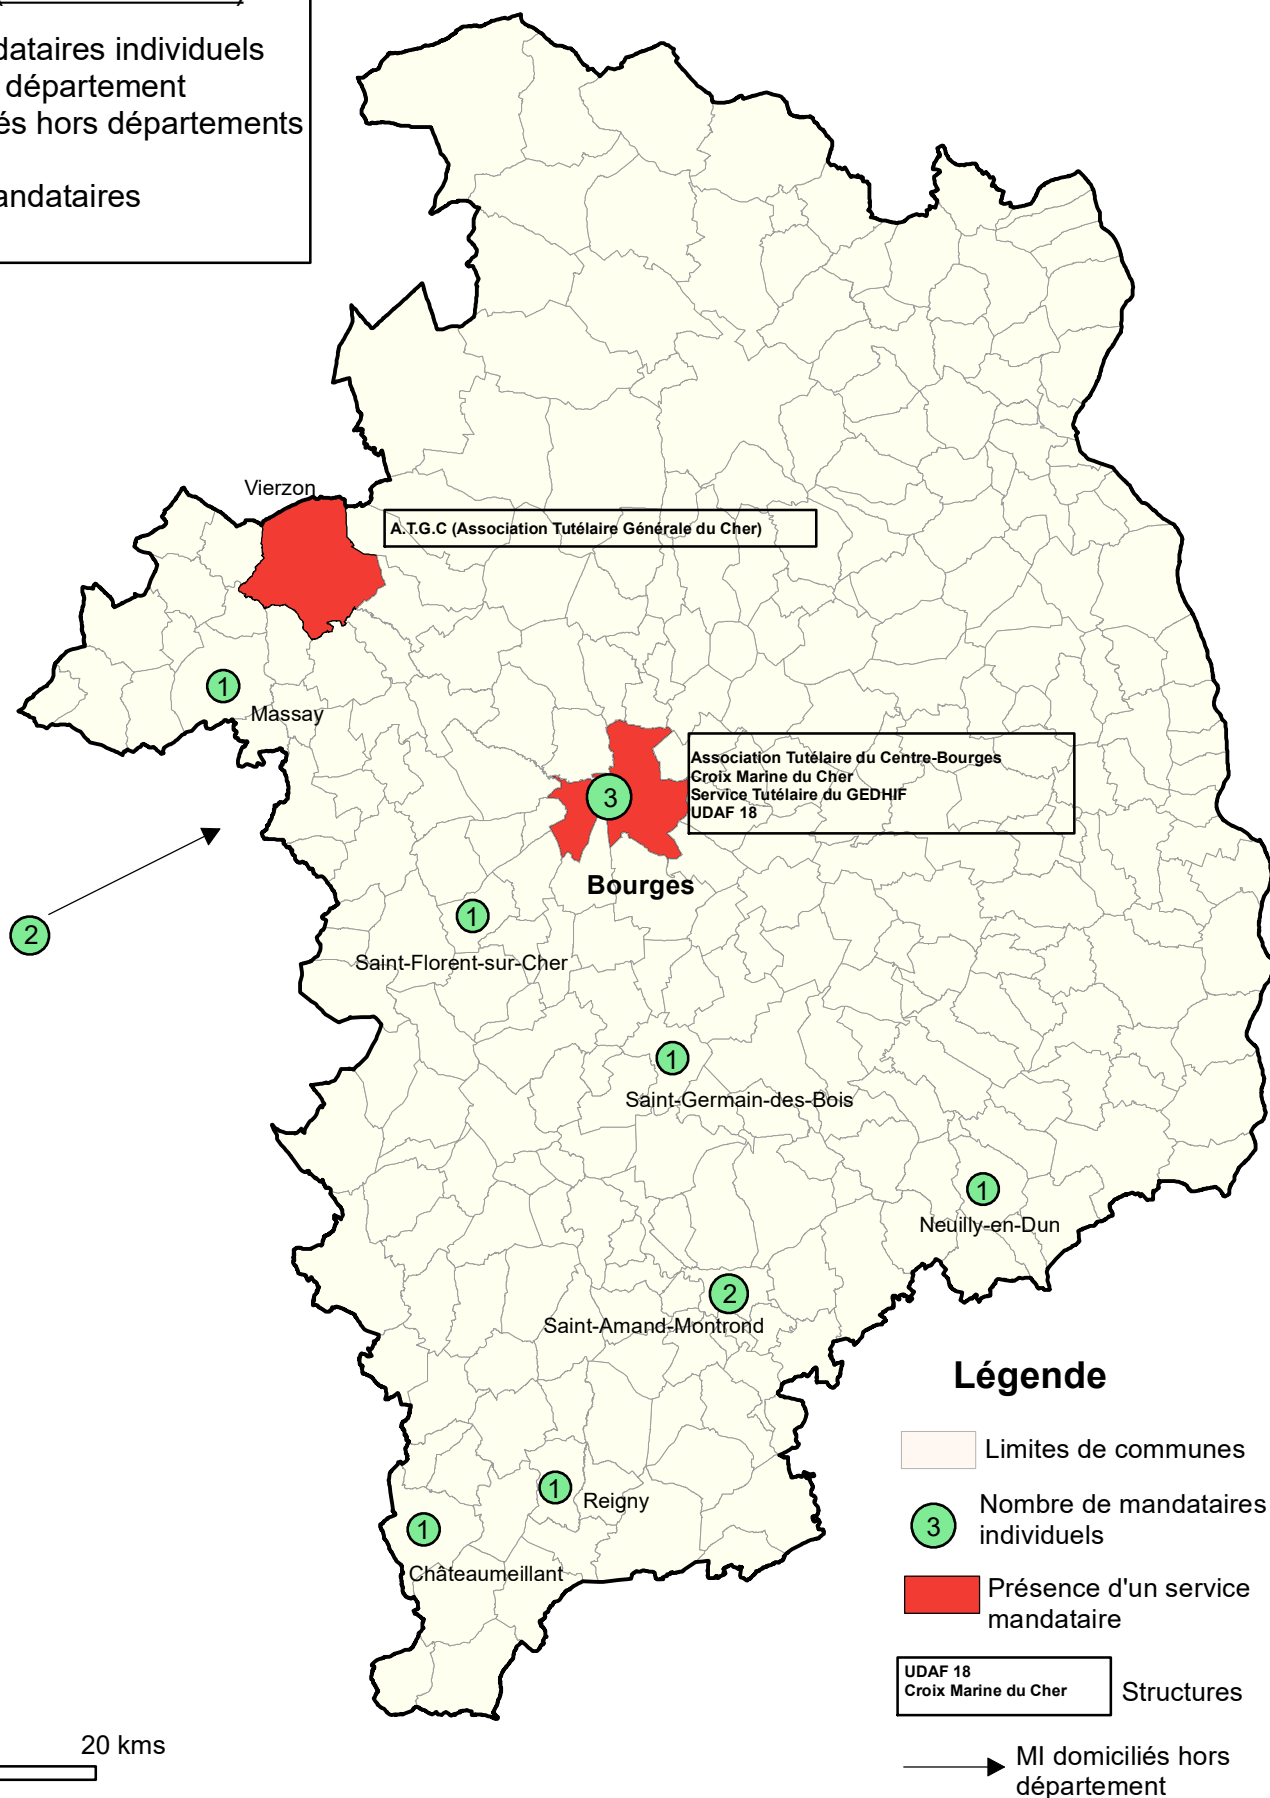 individuels
département
hors départements
Vierzon
A.T.G.C (Association Tutélaire Générale du Cher)
1
Massay
Association Tutélaire du Centre-Bourges
Croix Marine du Cher
Service Tutélaire du GEDHIF
UDAF 18
3
Bourges
2
1
Saint-Florent-sur-Cher
1
Saint-Germain-des-Bois
1
Neuilly-en-Dun
2
Saint-Amand-Montrond
1
Reigny
1
Châteaumeillant
Légende
Limites de communes
3
Nombre de mandataires
individuels
Présence d'un service
mandataire
UDAF 18
Croix Marine du Cher
Structures
MI domiciliés hors
département
20 kms